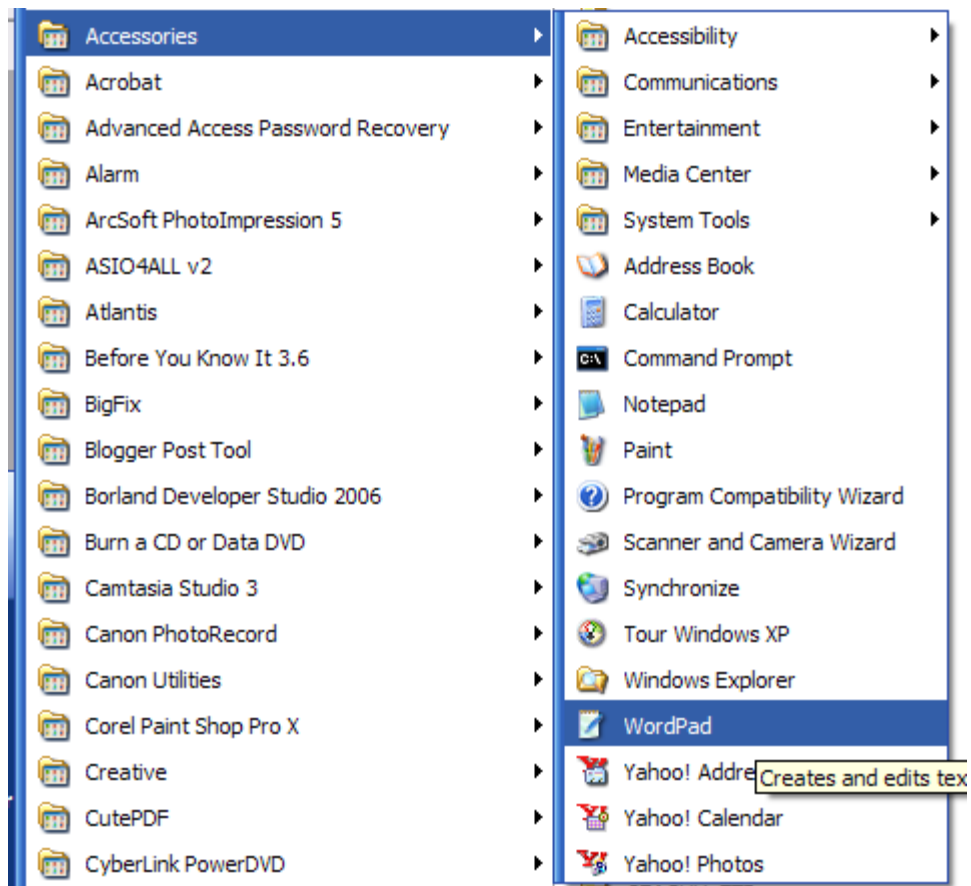 Accessories
Acrobat
Advanced Access Password Recovery
Alarm
ArcSoft PhotoImpression 5
ASIO4ALL v2
Atlantis
Before You Know It 3.6
BigFix
Blogger Post Tool
Borland Developer Studio 2006
Burn a CD or Data DVD
Camtasia Studio 3
Canon PhotoRecord
Canon Utilities
Corel Paint Shop Pro X
Creative
CutePDF
CyberLink PowerDVD
Accessibility
Communications
Entertainment
Media Center
System Tools
Address Book
Calculator
C:\
Command Prompt
Notepad
Paint
Program Compatibility Wizard
Scanner and Camera Wizard
Synchronize
Tour Windows XP
Windows Explorer
WordPad
Yahoo! Addre
Creates and edits tex
Yahoo! Calendar
Yahoo! Photos